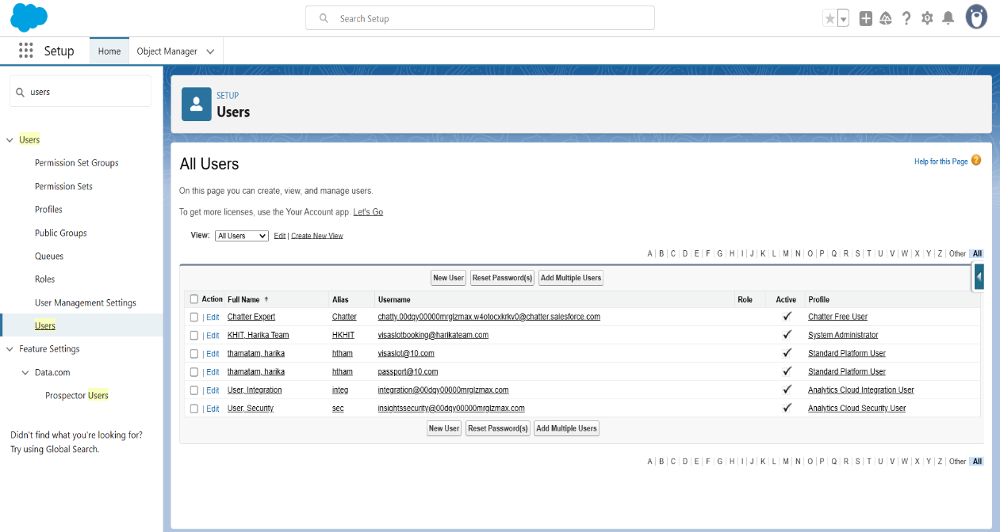 Search Setup
Setup Home Object Manager
users
SETUP
Users
Users
Permission Set Groups
Permission Sets
Profiles
Public Groups
Queues
Roles
User Management Settings
Users
Feature Settings
Data.com
Prospector Users
Didn't find what you're looking for?
Try using Global Search.
All Users
Help for this Page ?
On this page you can create, view, and manage users.
To get more licenses, use the Your Account app. Let's Go
View: All Users Edit | Create New View
A | B | C | D | E | F | G | H | I | J | K | L | M | N | O | P | Q | R | S | T | U | V | W | X | Y | Z | Other All
New User Reset Password(s) Add Multiple Users
Action Full Name ↑ Alias Username Role Active Profile
| Edit Chatter Expert Chatter chatty.00dqy00000mrglzmax.w4otocxkrkv0@chatter.salesforce.com ✓ Chatter Free User
| Edit KHIT, Harika Team HKHIT visaslotbooking@harikateam.com ✓ System Administrator
| Edit thamatam, harika htham visaslot@10.com ✓ Standard Platform User
| Edit thamatam, harika htham passport@10.com ✓ Standard Platform User
| Edit User, Integration integ integration@00dqy00000mrglzmax.com ✓ Analytics Cloud Integration User
| Edit User, Security sec insightssecurity@00dqy00000mrglzmax.com ✓ Analytics Cloud Security User
New User Reset Password(s) Add Multiple Users
A | B | C | D | E | F | G | H | I | J | K | L | M | N | O | P | Q | R | S | T | U | V | W | X | Y | Z | Other All